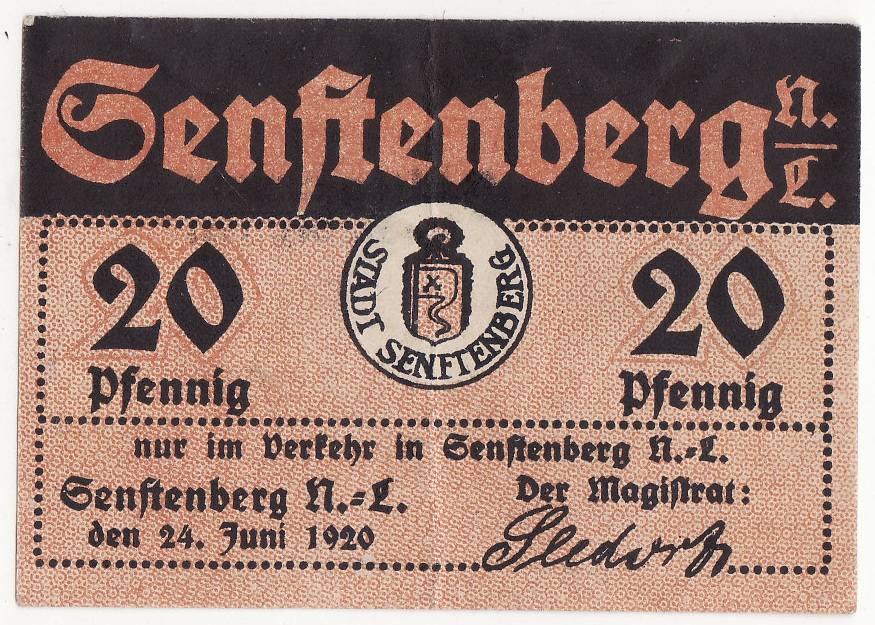 Senftenberg N.
L.
20
Pfennig
STADT SENFTENBERG
20
Pfennig
nur im Verkehr in Senftenberg N.-L.
Senftenberg N.-L.
den 24. Juni 1920
Der Magistrat: